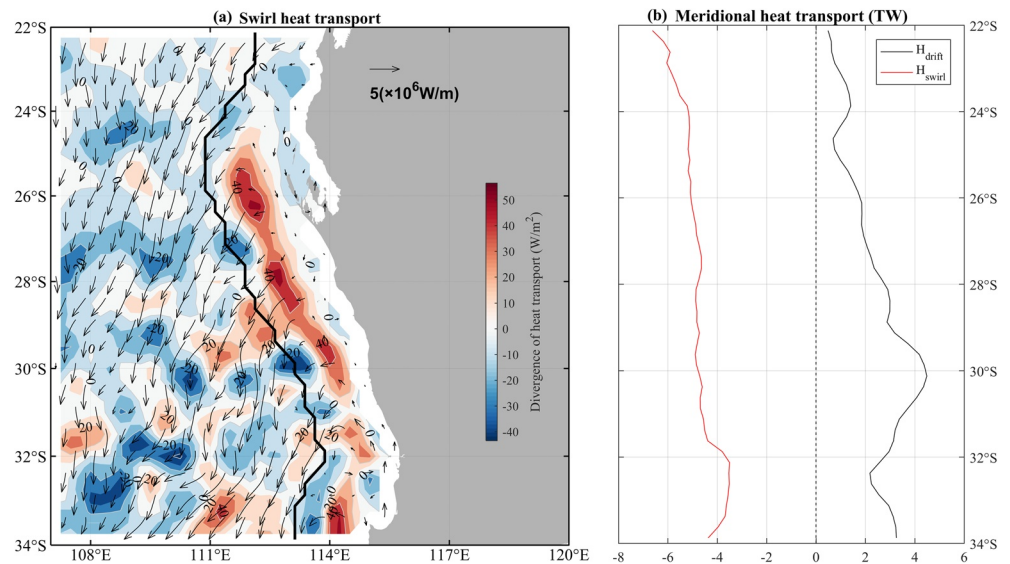 (a) Swirl heat transport
22°S
24°S
26°S
28°S
30°S
32°S
34°S
108°E
111°E
114°E
117°E
120°E
5(×10⁶W/m)
50
40
30
20
10
0
-10
-20
-30
-40
Divergence of heat transport (W/m²)
(b) Meridional heat transport (TW)
H_drift
H_swirl
22°S
24°S
26°S
28°S
30°S
32°S
34°S
-8
-6
-4
-2
0
2
4
6